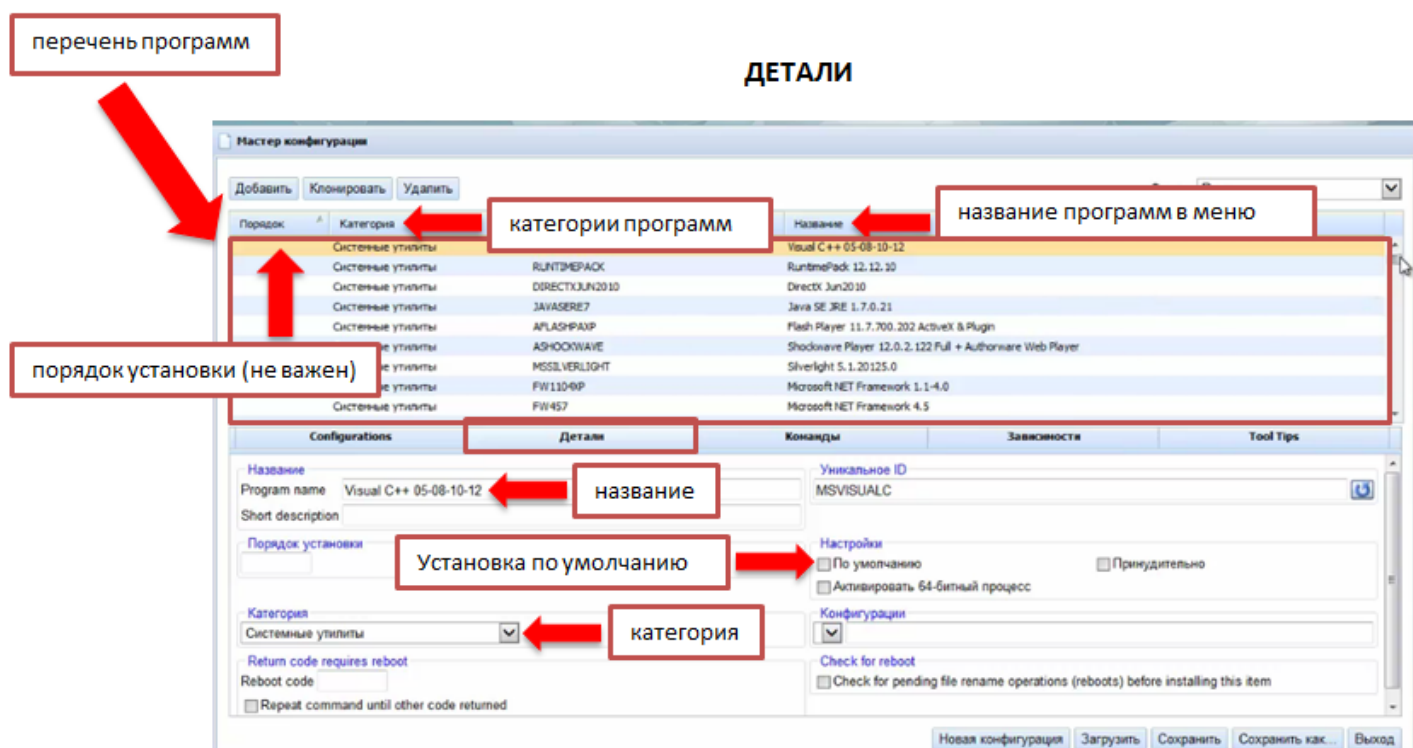 перечень программ
ДЕТАЛИ
Мастер конфигурации
Добавить Клонировать Удалить
Порядок Категория категории программ Название название программ в меню
Системные утилиты Visual C++ 05-08-10-12
Системные утилиты RUNTIMEPACK RuntimePack 12.12.10
Системные утилиты DIRECTXJUN2010 DirectX Jun2010
Системные утилиты JAVASERE7 Java SE JRE 1.7.0.21
Системные утилиты AFLASHPAXP Flash Player 11.7.700.202 ActiveX & Plugin
утилиты ASHOCKWAVE Shockwave Player 12.0.2.122 Full + Authorware Web Player
порядок установки (не важен)
утилиты MSSILVERLIGHT Silverlight 5.1.20125.0
утилиты FW1104XP Microsoft NET Framework 1.1-4.0
Системные утилиты FW457 Microsoft NET Framework 4.5
Configurations Детали Команды Зависимости Tool Tips
Название Уникальное ID
Program name Visual C++ 05-08-10-12 название MSVISUALC
Short description
Порядок установки Установка по умолчанию Настройки
По умолчанию Принудительно
Активировать 64-битный процесс
Категория Конфигурации
Системные утилиты категория
Return code requires reboot Check for reboot
Reboot code Check for pending file rename operations (reboots) before installing this item
Repeat command until other code returned
Новая конфигурация Загрузить Сохранить Сохранить как... Выход